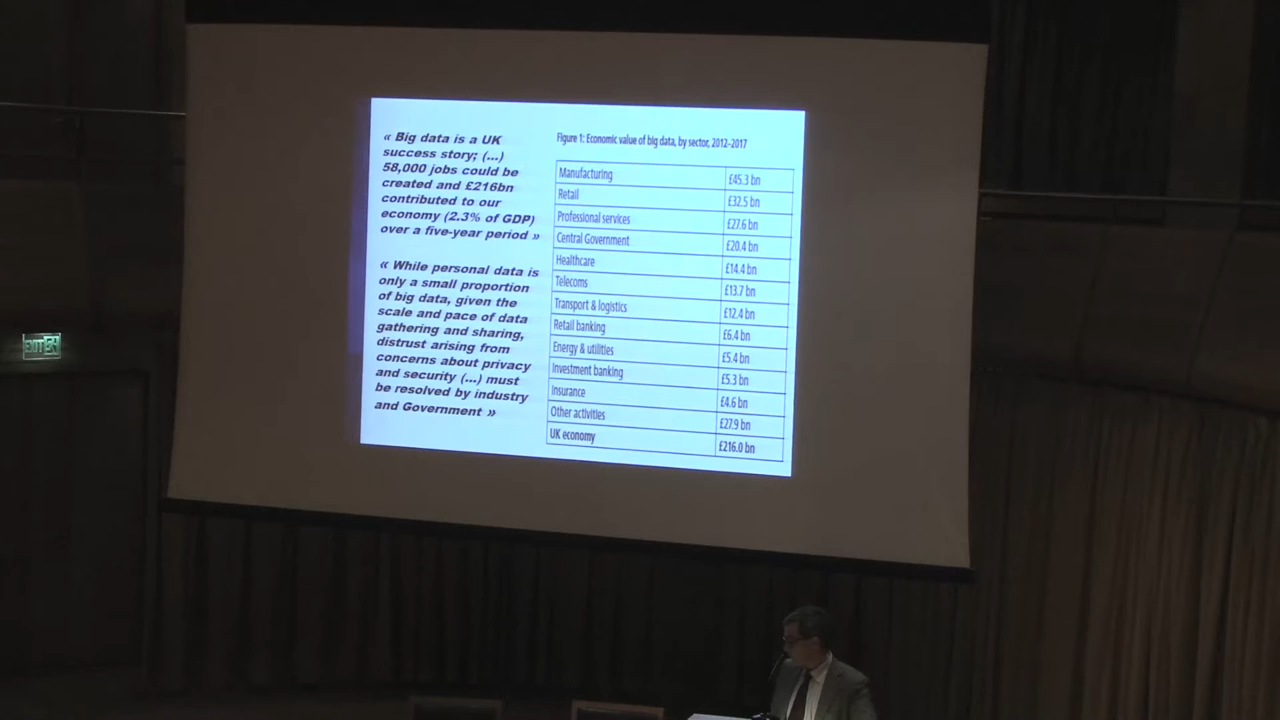 « Big data is a UK
success story; (...)
58,000 jobs could be
created and £216bn
contributed to our
economy (2.3% of GDP)
over a five-year period »
« While personal data is
only a small proportion
of big data, given the
scale and pace of data
gathering and sharing,
distrust arising from
concerns about privacy
and security (...) must
be resolved by industry
and Government »
Figure 1: Economic value of big data, by sector, 2012-2017
Manufacturing £45.3 bn
Retail £32.5 bn
Professional services £27.6 bn
Central Government £20.4 bn
Healthcare £14.4 bn
Telecoms £13.7 bn
Transport & logistics £12.4 bn
Retail banking £6.4 bn
Energy & utilities £5.4 bn
Investment banking £5.3 bn
Insurance £4.6 bn
Other activities £27.9 bn
UK economy £216.0 bn
EXIT